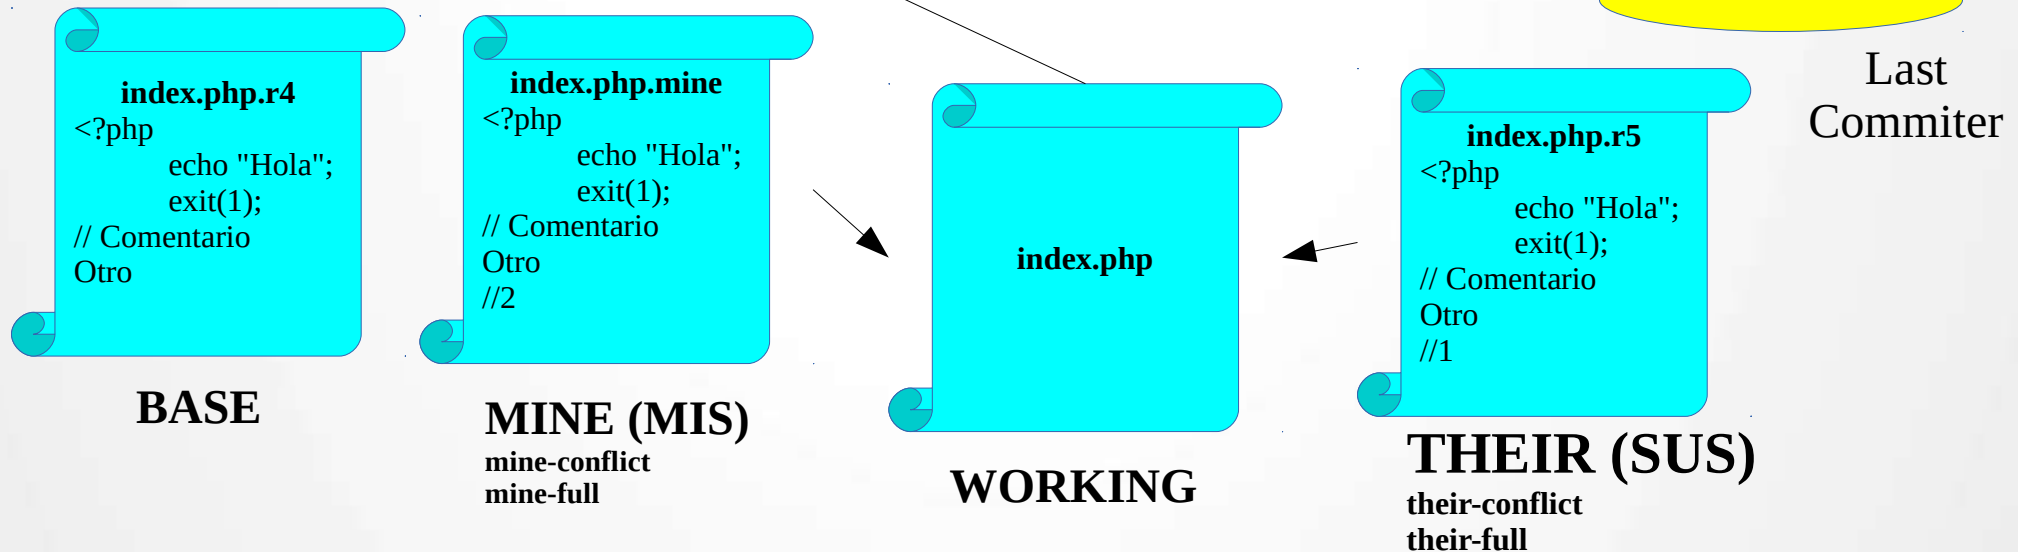 index.php.r4
<?php
echo "Hola";
exit(1);
// Comentario
Otro
BASE
index.php.mine
<?php
echo "Hola";
exit(1);
// Comentario
Otro
//2
MINE (MIS)
mine-conflict
mine-full
index.php
WORKING
index.php.r5
<?php
echo "Hola";
exit(1);
// Comentario
Otro
//1
THEIR (SUS)
their-conflict
their-full
Last
Commiter